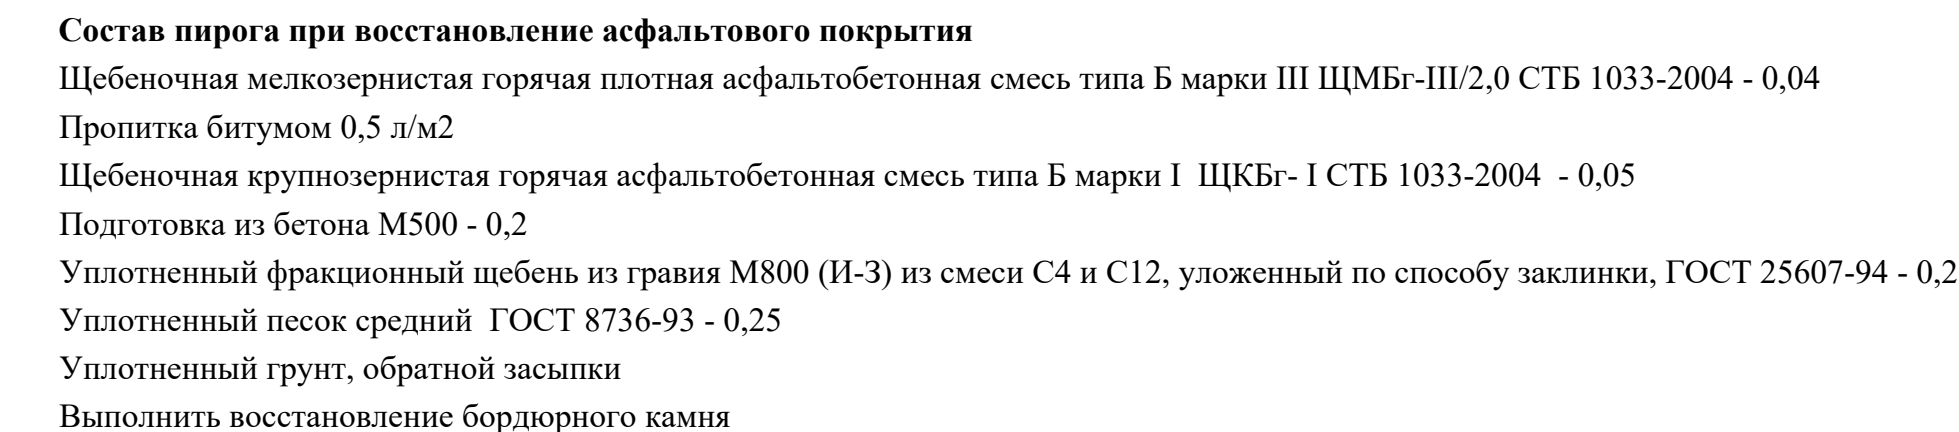 Состав пирога при восстановление асфальтового покрытия
Щебеночная мелкозернистая горячая плотная асфальтобетонная смесь типа Б марки III ЩМБг-III/2,0 СТБ 1033-2004 - 0,04
Пропитка битумом 0,5 л/м2
Щебеночная крупнозернистая горячая асфальтобетонная смесь типа Б марки I  ЩКБг- I СТБ 1033-2004  - 0,05
Подготовка из бетона М500 - 0,2
Уплотненный фракционный щебень из гравия М800 (И-З) из смеси С4 и С12, уложенный по способу заклинки, ГОСТ 25607-94 - 0,2
Уплотненный песок средний  ГОСТ 8736-93 - 0,25
Уплотненный грунт, обратной засыпки
Выполнить восстановление бордюрного камня